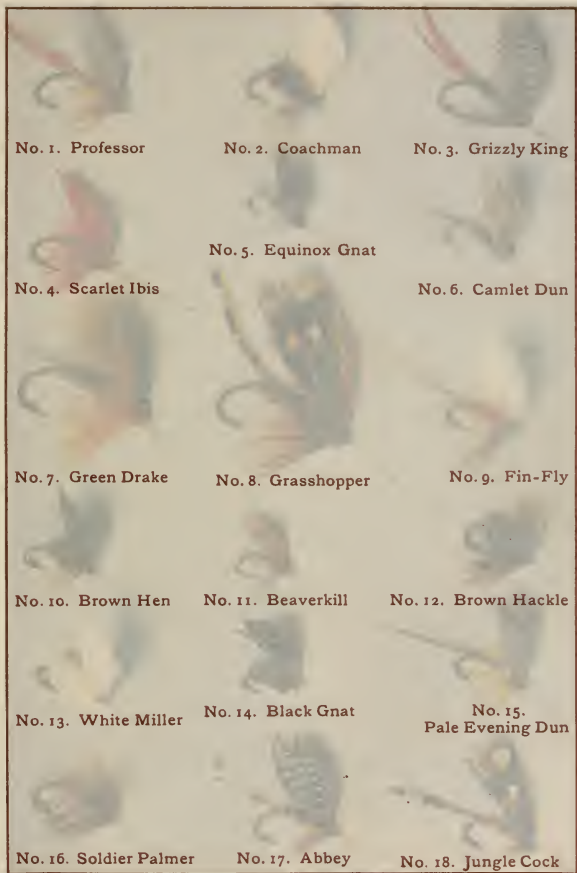 No. 1. Professor
No. 2. Coachman
No. 3. Grizzly King
No. 4. Scarlet Ibis
No. 5. Equinox Gnat
No. 6. Camlet Dun
No. 7. Green Drake
No. 8. Grasshopper
No. 9. Fin-Fly
No. 10. Brown Hen
No. 11. Beaverkill
No. 12. Brown Hackle
No. 13. White Miller
No. 14. Black Gnat
No. 15.
Pale Evening Dun
No. 16. Soldier Palmer
No. 17. Abbey
No. 18. Jungle Cock